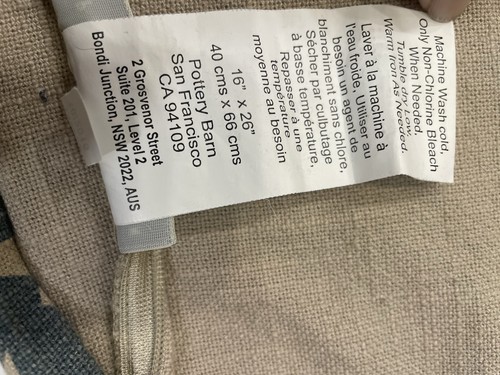 Machine Wash cold,
Only Non-Chlorine Bleach
When Needed.
Tumble dry Low,
Warm Iron As Needed.
Laver à la machine à
l'eau froide, Utiliser au
besoin un agent de
blanchiment sans chlore,
Sécher par culbutage
à basse température,
Repasser à une
température
moyenne au besoin
16" x 26"
40 cms x 66 cms
Pottery Barn
San Francisco
CA 94109
2 Grosvenor Street
Suite 201, Level 2
Bondi Junction, NSW 2022, AUS